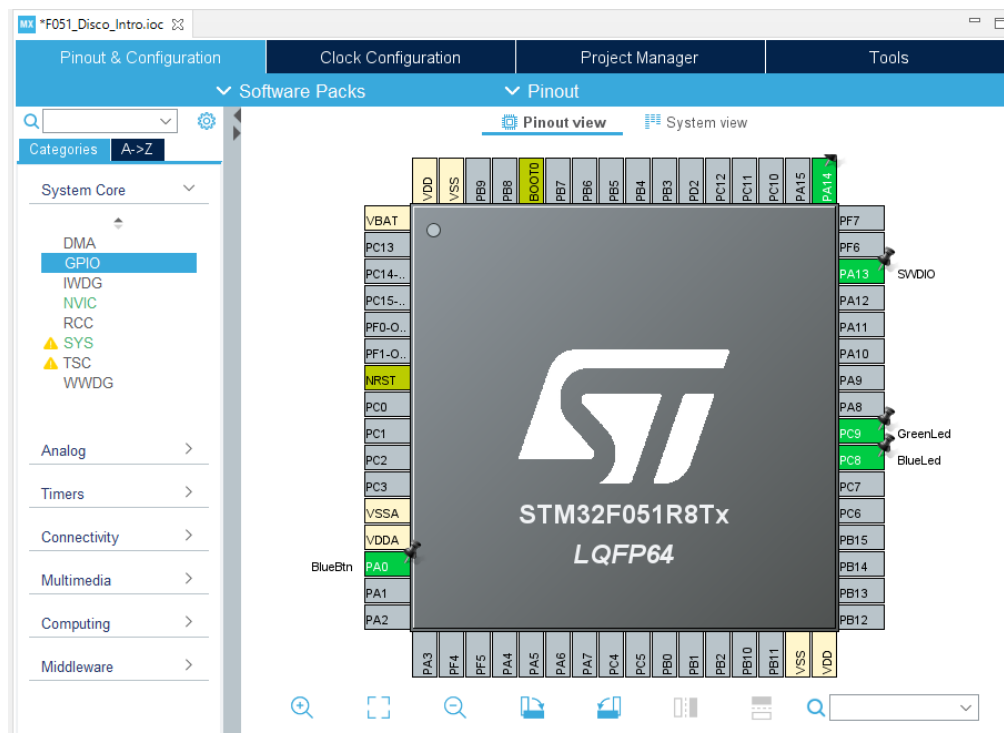 MX *F051_Disco_Intro.ioc
Pinout & Configuration Clock Configuration Project Manager Tools
Software Packs Pinout
Pinout view System view
Categories A->Z
System Core
DMA
GPIO
IWDG
NVIC
RCC
SYS
TSC
WWDG
Analog
Timers
Connectivity
Multimedia
Computing
Middleware
VDD VSS PB9 PB8 BOOT0 PB7 PB6 PB5 PB4 PB3 PD2 PC12 PC11 PC10 PA15 PA14
VBAT
PC13
PC14-..
PC15-..
PF0-O..
PF1-O..
NRST
PC0
PC1
PC2
PC3
VSSA
VDDA
BlueBtn PA0
PA1
PA2
ST
STM32F051R8Tx
LQFP64
PF7
PF6
PA13 SWDIO
PA12
PA11
PA10
PA9
PA8
PC9 GreenLed
PC8 BlueLed
PC7
PC6
PB15
PB14
PB13
PB12
PA3 PF4 PF5 PA4 PA5 PA6 PA7 PC4 PC5 PB0 PB1 PB2 PB10 PB11 VSS VDD